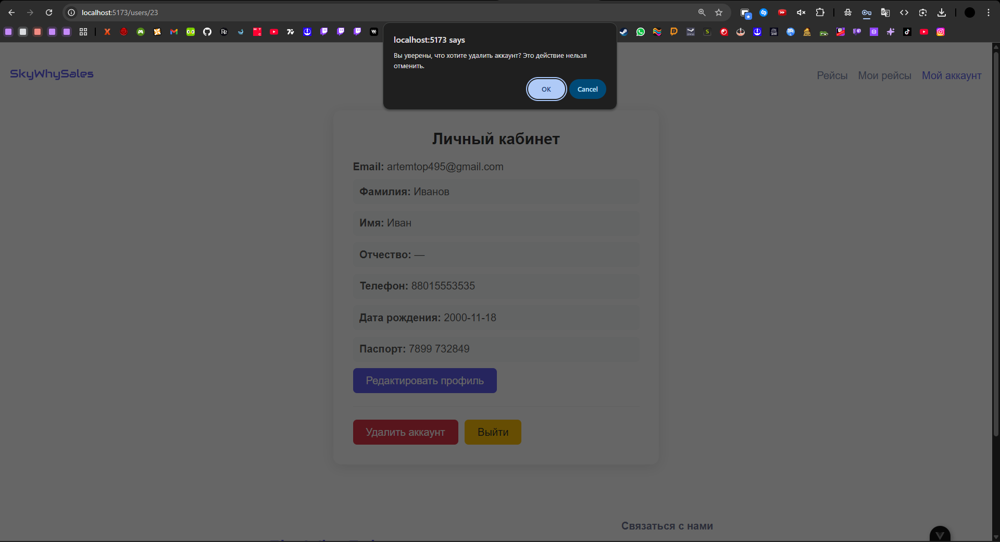 localhost:5173/users/23
localhost:5173 says
Вы уверены, что хотите удалить аккаунт? Это действие нельзя
отменить.
OK
Cancel
SkyWhySales
Рейсы
Мои рейсы
Мой аккаунт
Личный кабинет
Email: artemtop495@gmail.com
Фамилия: Иванов
Имя: Иван
Отчество: —
Телефон: 88015553535
Дата рождения: 2000-11-18
Паспорт: 7899 732849
Редактировать профиль
Удалить аккаунт
Выйти
Связаться с нами